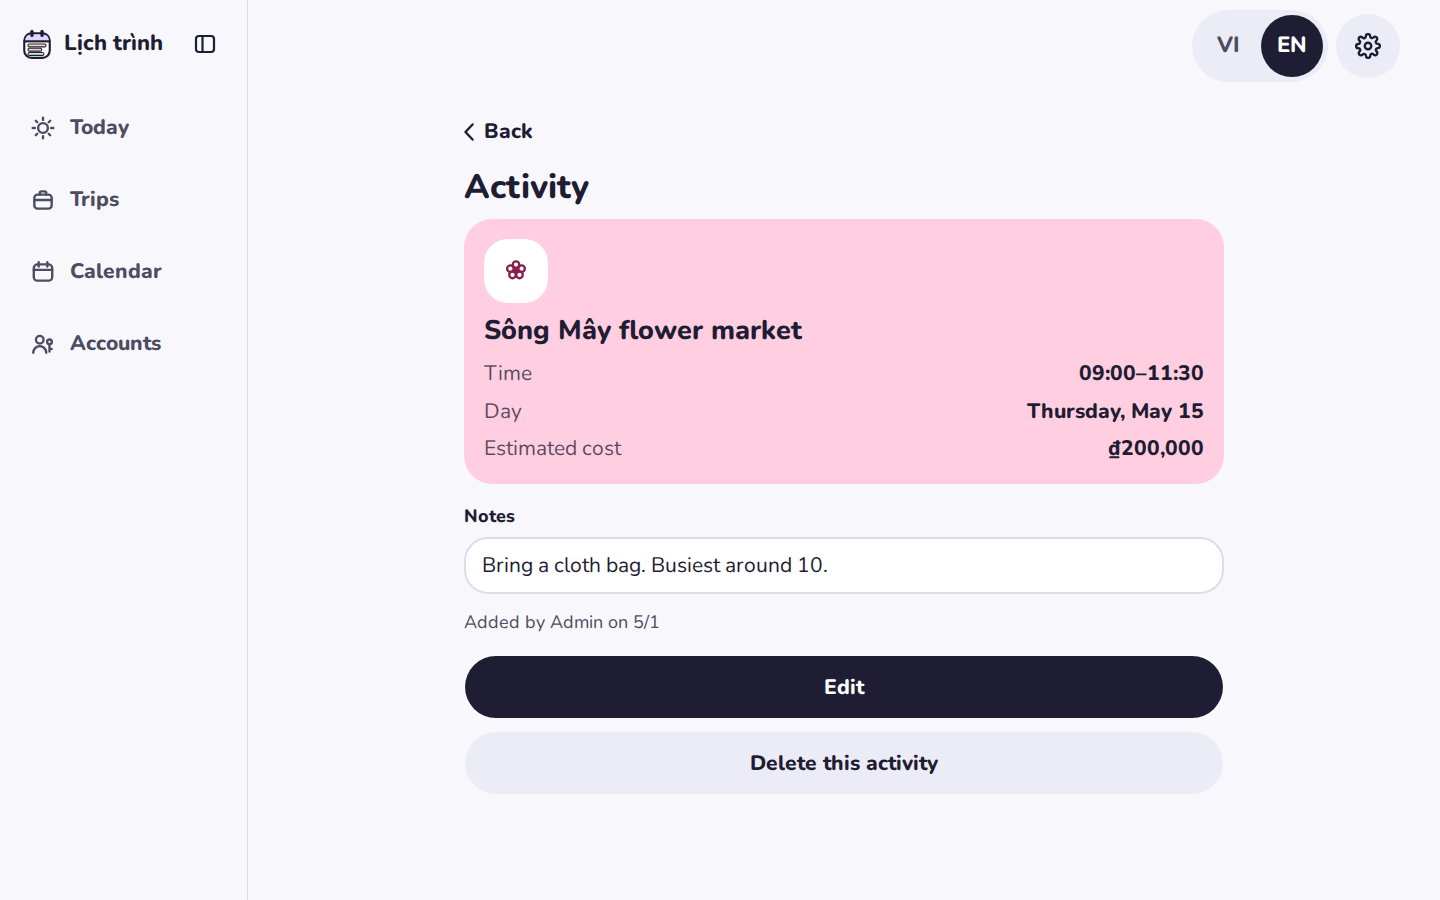 Lịch trình
VI
EN
Today
Trips
Calendar
Accounts
Back
Activity
Sông Mây flower market
Time 09:00–11:30
Day Thursday, May 15
Estimated cost ₫200,000
Notes
Bring a cloth bag. Busiest around 10.
Added by Admin on 5/1
Edit
Delete this activity